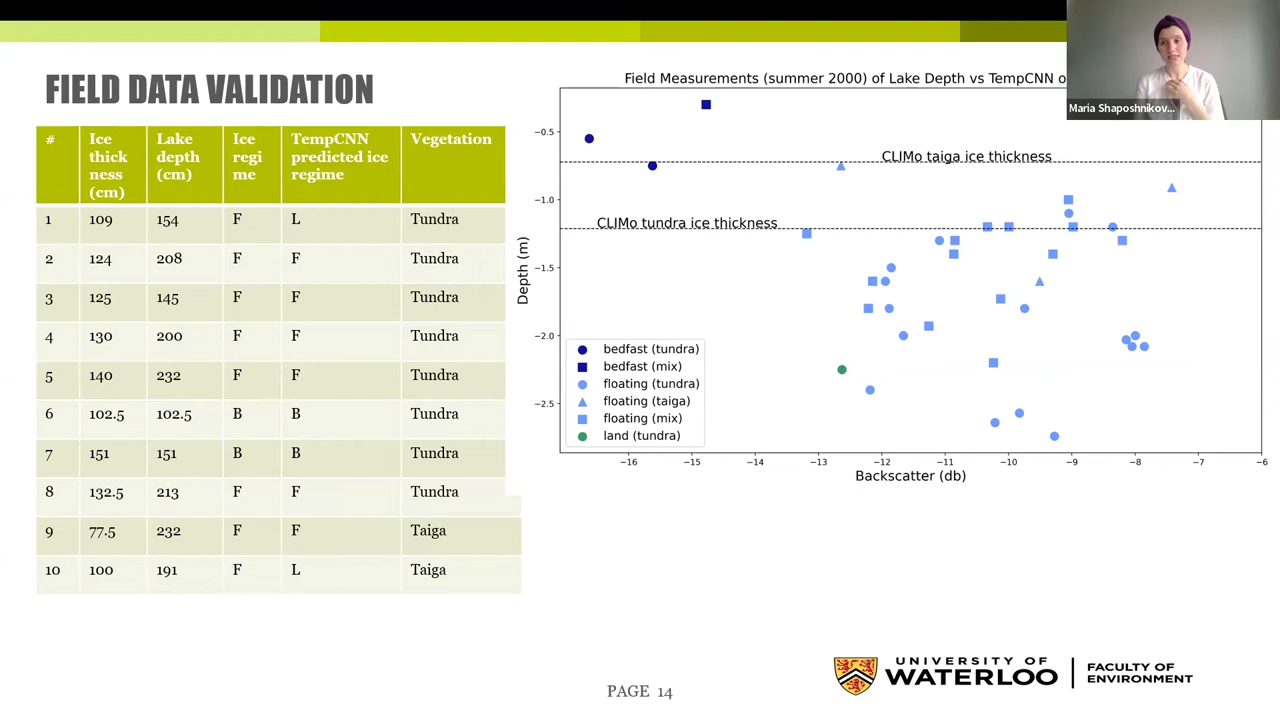 FIELD DATA VALIDATION
# Ice thick ness (cm) Lake depth (cm) Ice regi me TempCNN predicted ice regime Vegetation
1 109 154 F L Tundra
2 124 208 F F Tundra
3 125 145 F F Tundra
4 130 200 F F Tundra
5 140 232 F F Tundra
6 102.5 102.5 B B Tundra
7 151 151 B B Tundra
8 132.5 213 F F Tundra
9 77.5 232 F F Taiga
10 100 191 F L Taiga
Field Measurements (summer 2000) of Lake Depth vs TempCNN o
Maria Shaposhnikov...
CLIMo taiga ice thickness
CLIMo tundra ice thickness
Depth (m)
−0.5
−1.0
−1.5
−2.0
−2.5
bedfast (tundra)
bedfast (mix)
floating (tundra)
floating (taiga)
floating (mix)
land (tundra)
−16 −15 −14 −13 −12 −11 −10 −9 −8 −7 −6
Backscatter (db)
UNIVERSITY OF
WATERLOO
FACULTY OF
ENVIRONMENT
PAGE 14